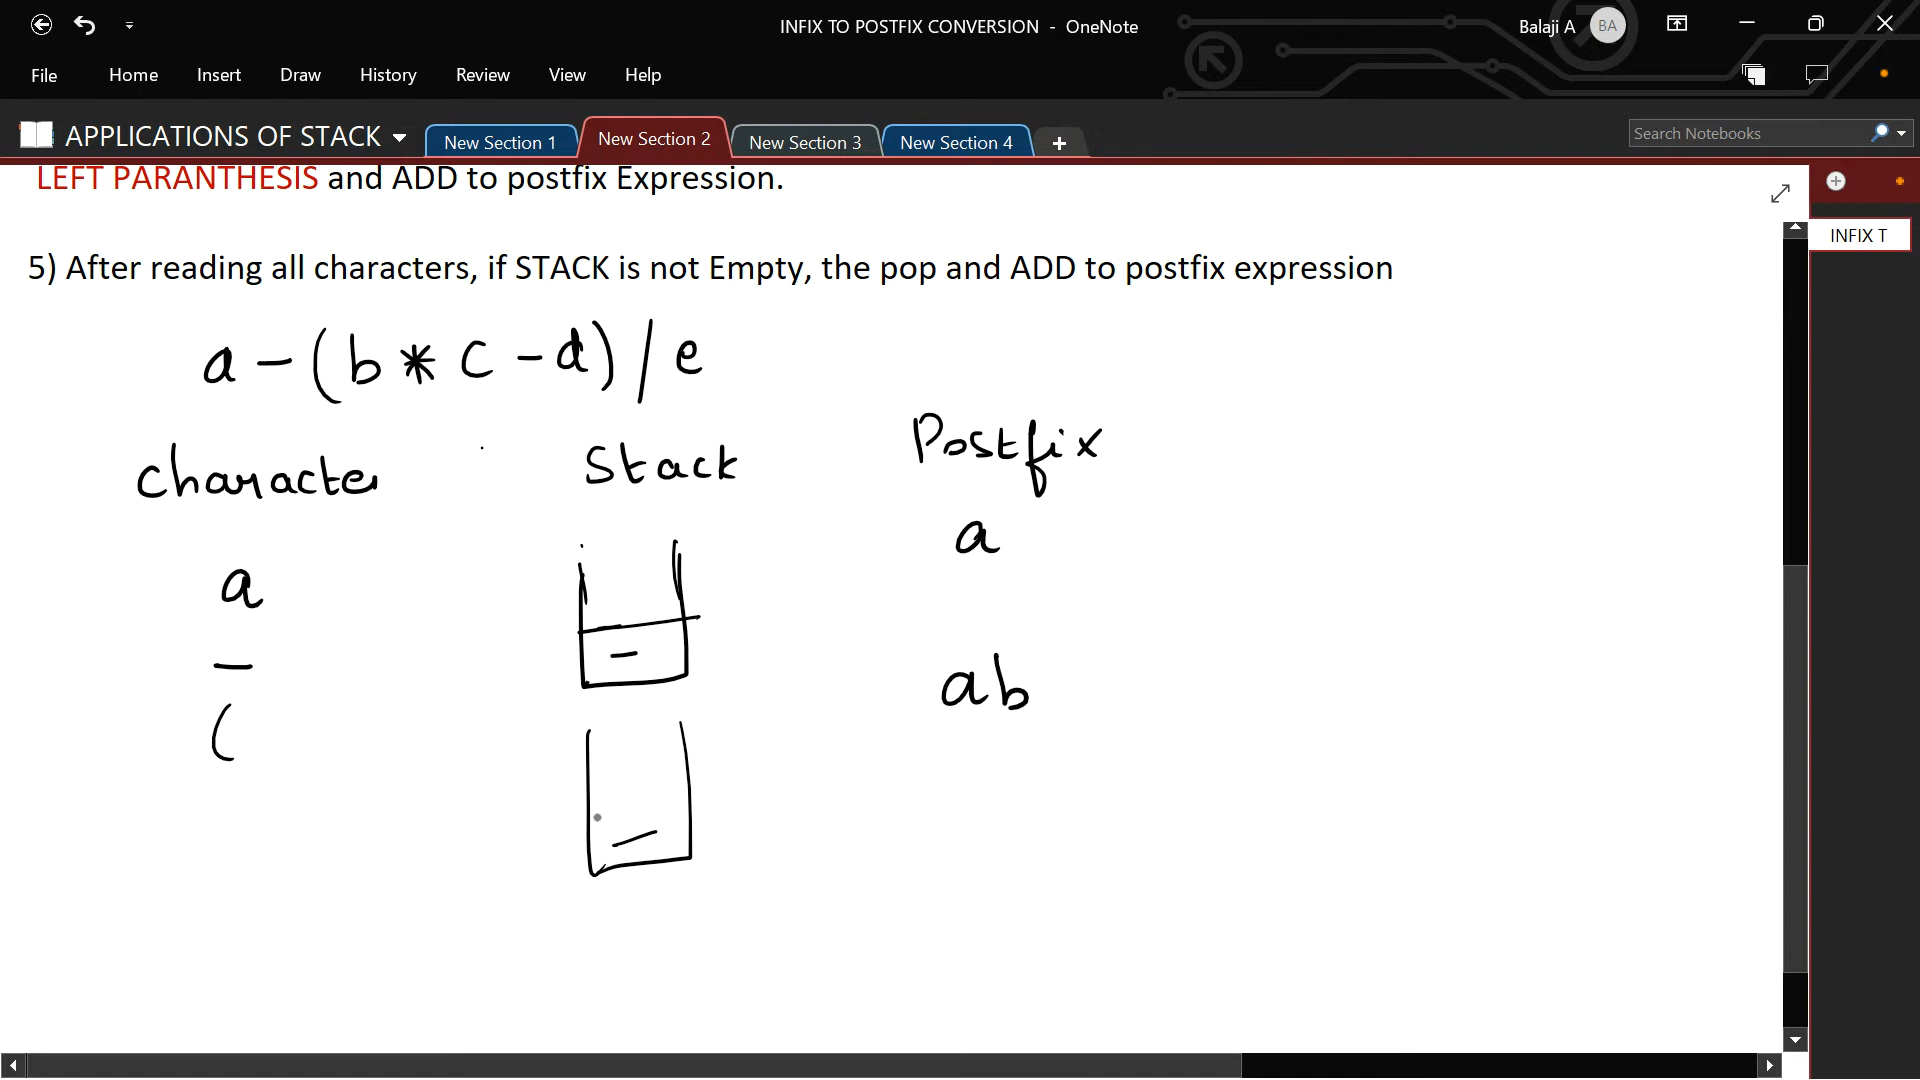 INFIX TO POSTFIX CONVERSION - OneNote
Balaji A
BA
File Home Insert Draw History Review View Help
APPLICATIONS OF STACK
New Section 1
New Section 2
New Section 3
New Section 4
+
Search Notebooks
INFIX T
LEFT PARANTHESIS and ADD to postfix Expression.
5) After reading all characters, if STACK is not Empty, the pop and ADD to postfix expression
a - ( b * c - d ) / e
character Stack Postfix
a a
-
- ab
(
-